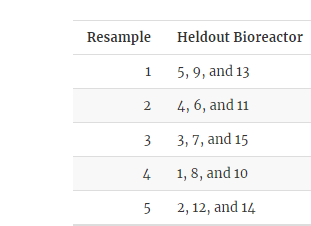 Resample Heldout Bioreactor
1 5, 9, and 13
2 4, 6, and 11
3 3, 7, and 15
4 1, 8, and 10
5 2, 12, and 14